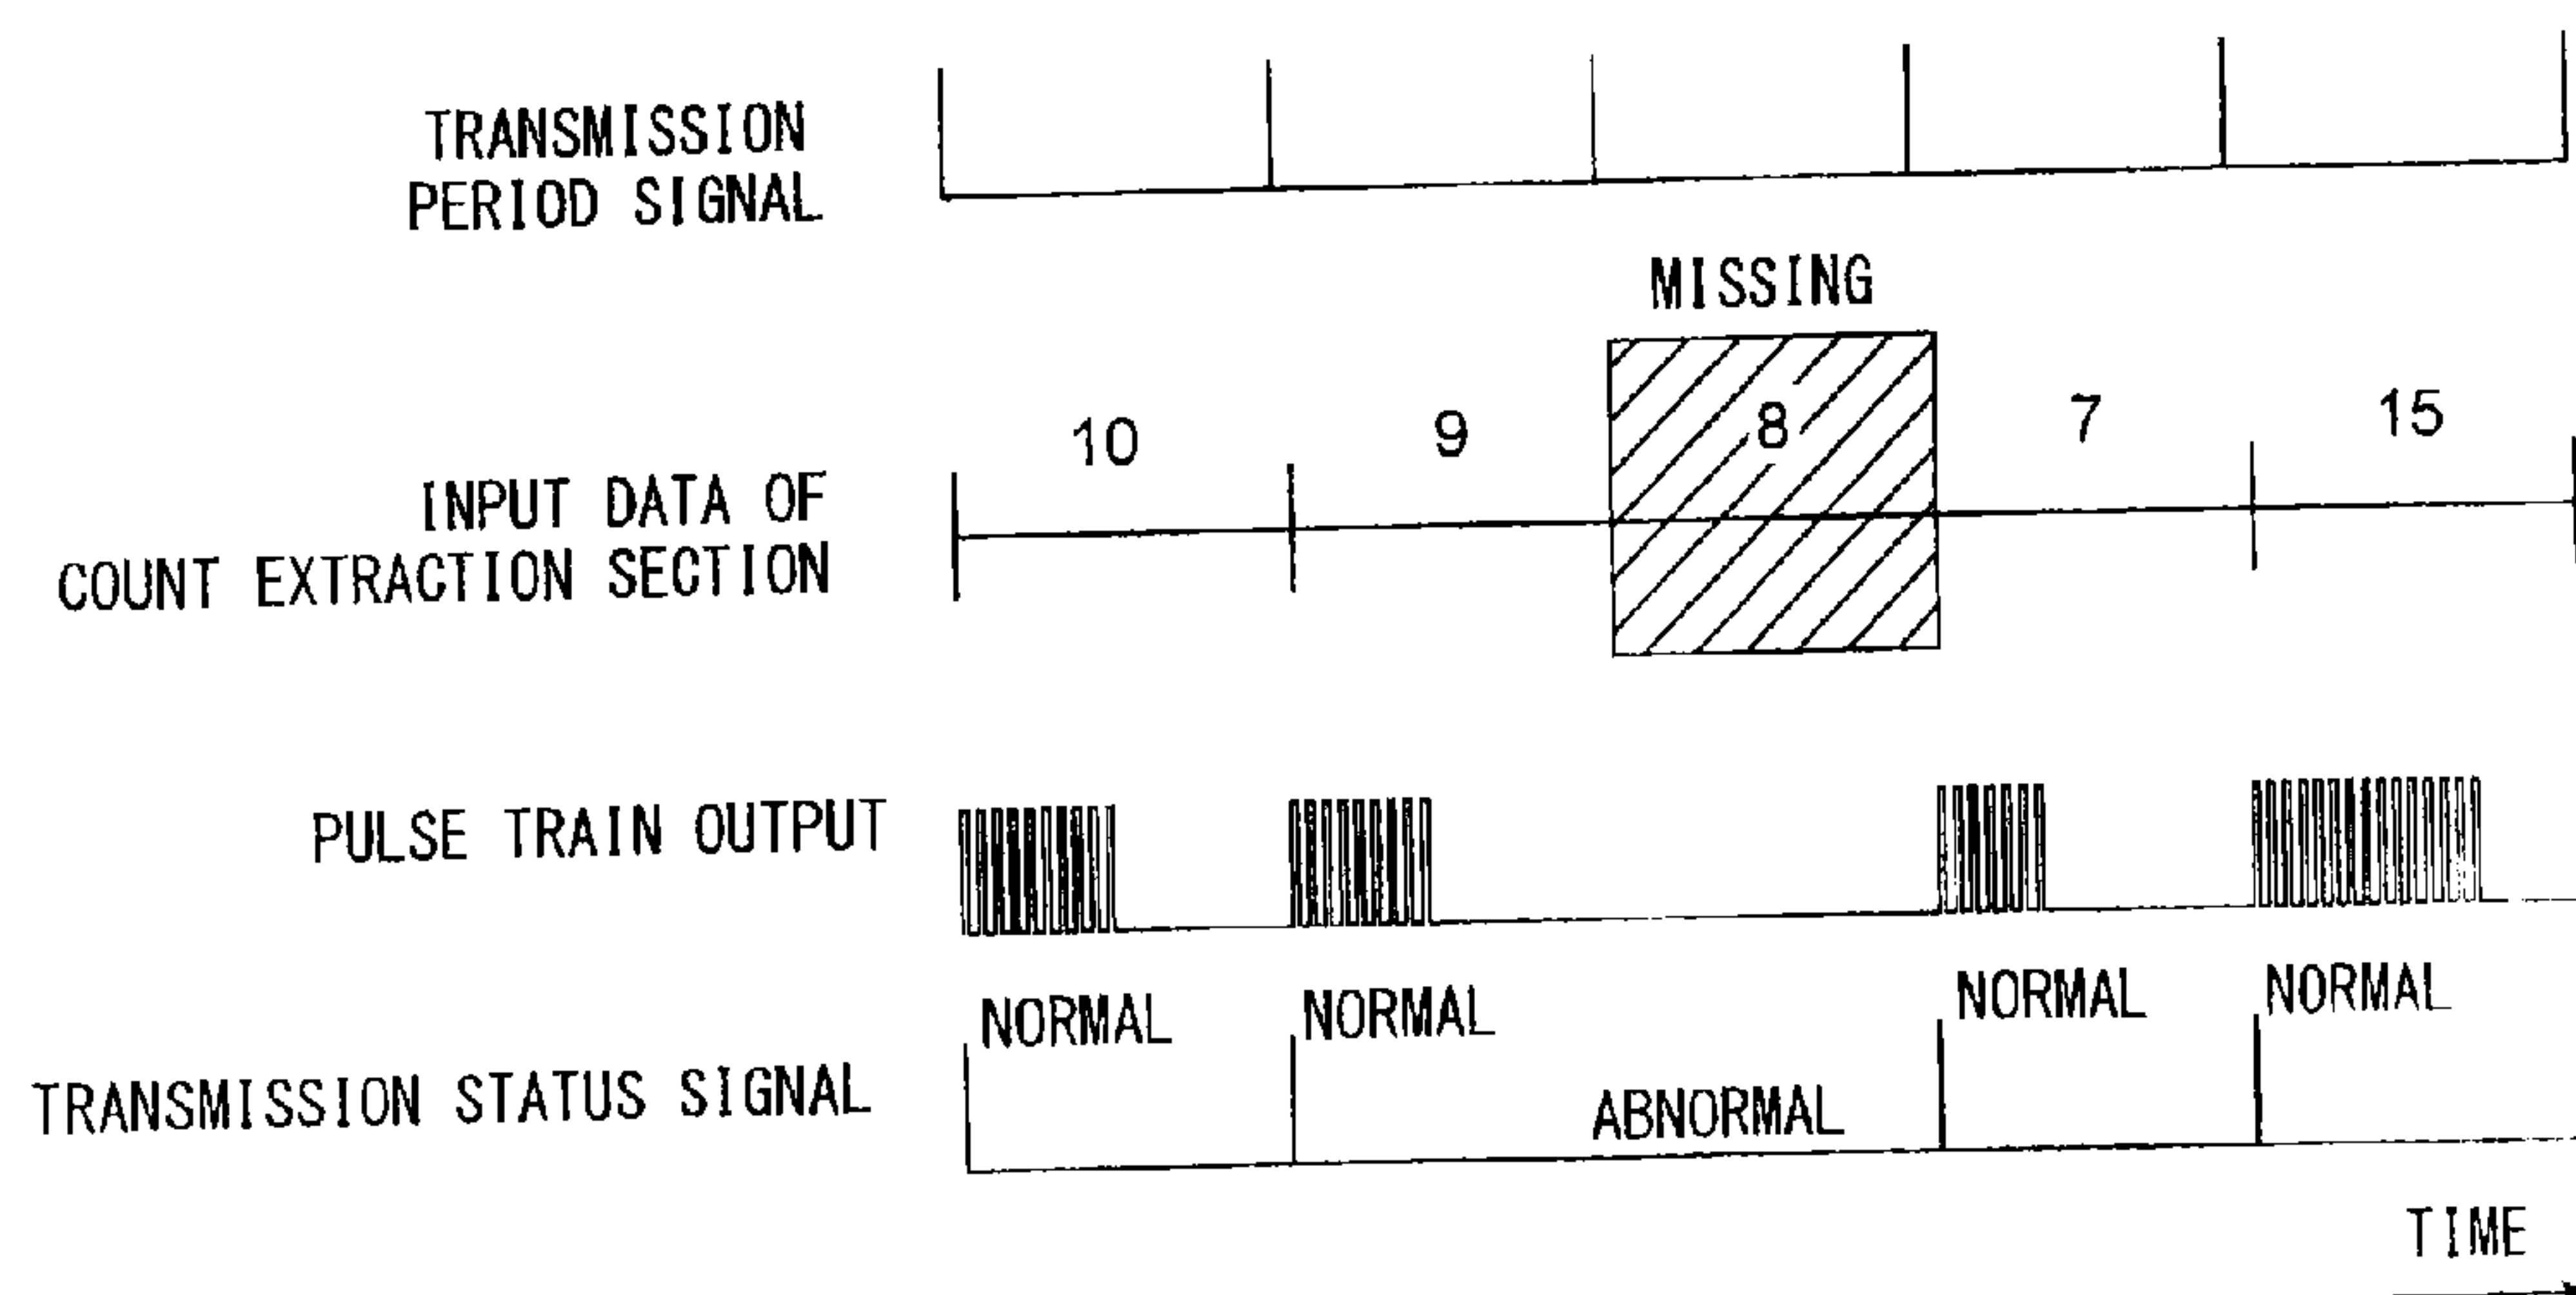 TRANSMISSION
PERIOD SIGNAL
MISSING
10 9 8 7 15
INPUT DATA OF
COUNT EXTRACTION SECTION
PULSE TRAIN OUTPUT
NORMAL NORMAL NORMAL NORMAL
TRANSMISSION STATUS SIGNAL
ABNORMAL
TIME